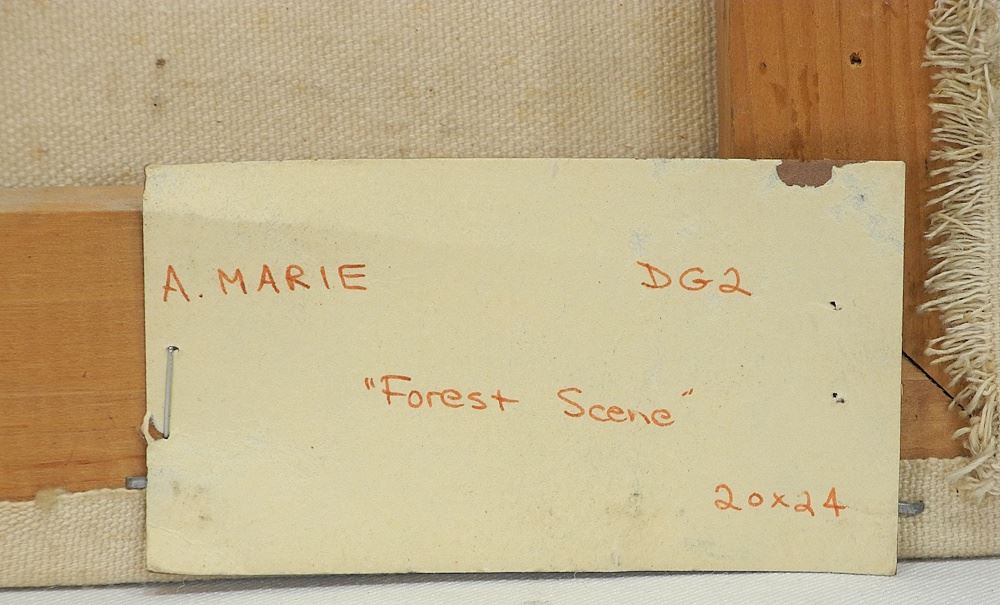 A. MARIE DG2
"Forest Scene"
20x24